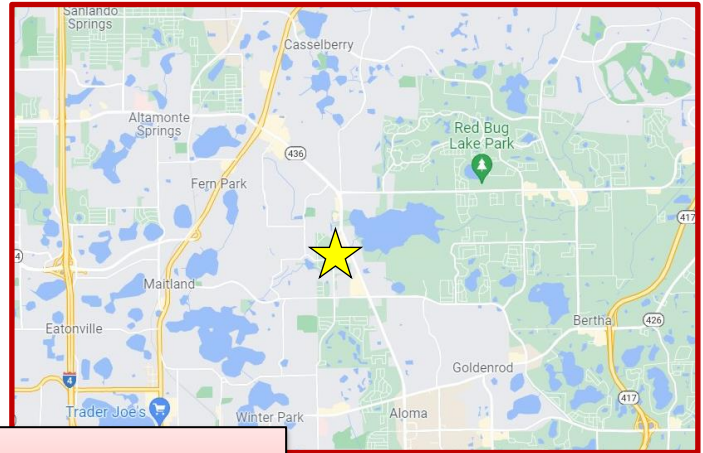 Sanlando
Springs
Casselberry
Altamonte
Springs
Red Bug
Lake Park
436
Fern Park
417
4
Maitland
Bertha
426
Eatonville
Goldenrod
4
417
Trader Joe's
Winter Park
Aloma